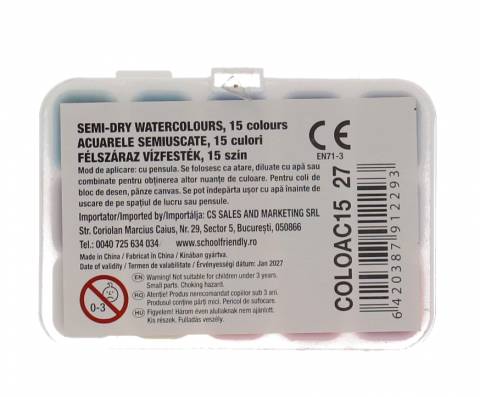 SEMI-DRY WATERCOLOURS, 15 colours
ACUARELE SEMIUSCATE, 15 culori
FÉLSZÁRAZ VÍZFESTÉK, 15 szín
Mod de aplicare: cu pensula. Se folosesc ca atare, diluate cu apă sau
combinate pentru obținerea altor nuanțe de culoare. Pentru coli de
bloc de desen, pânze canvas. Se pot îndepărta ușor cu apă înainte de
uscare de pe spațiul de lucru sau pensulă.
Importator/Imported by/Importálja: CS SALES AND MARKETING SRL
Str. Coriolan Marcius Caius, Nr. 29, Sector 5, București, 050866
Tel.: 0040 725 634 034 www.schoolfriendly.ro
Made in China / Fabricat in China / Kínában gyártva.
Date of validity / Termen de valabilitate / Érvényességi dátum: Jan 2027
0-3
EN Warning! Not suitable for children under 3 years.
Small parts. Choking hazard.
RO Atenție! Produs nerecomandat copiilor sub 3 ani.
Produsul conține părți mici. Pericol de sufocare.
HU Figyelem! Három éven aluliaknak nem ajánlott.
Kis részek. Fulladás veszély.
CE
EN71-3
COLOAC15 27
6420387912293